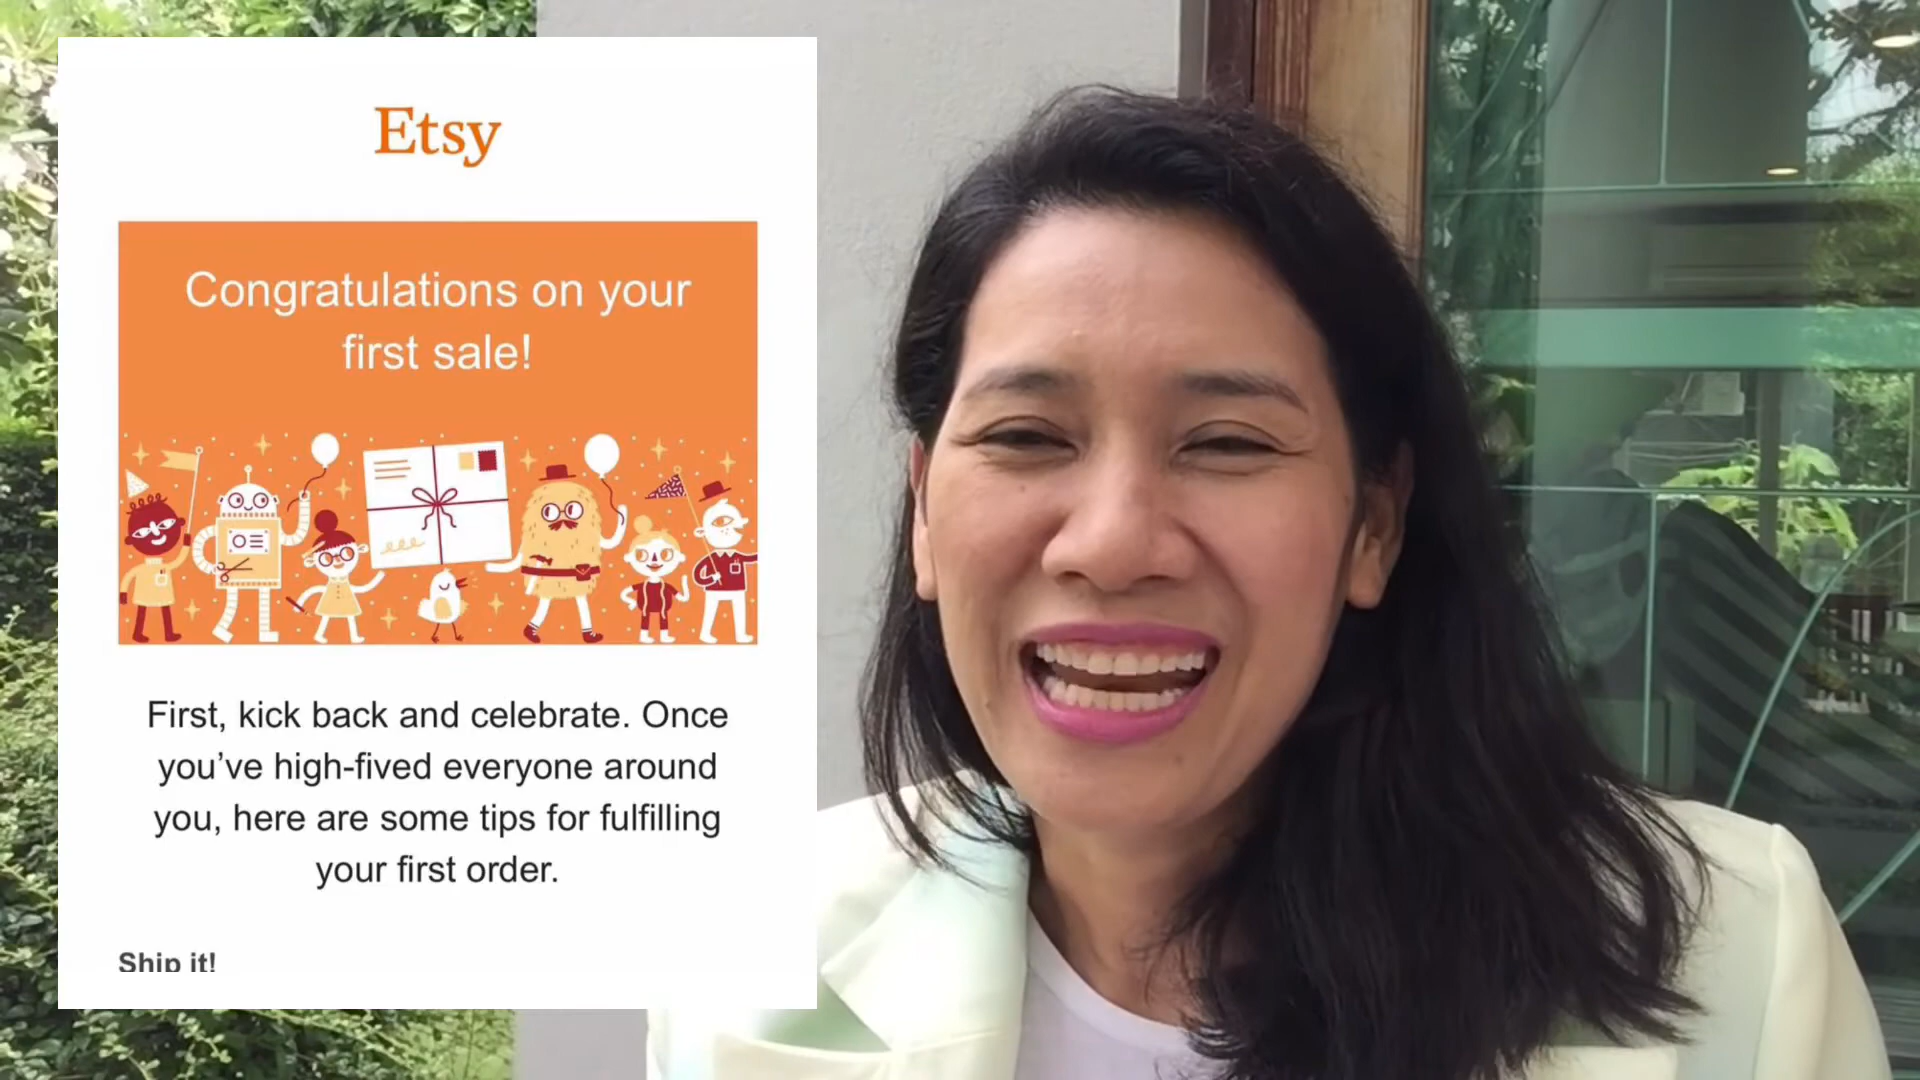 Etsy
Congratulations on your
first sale!
First, kick back and celebrate. Once
you’ve high-fived everyone around
you, here are some tips for fulfilling
your first order.
Ship it!